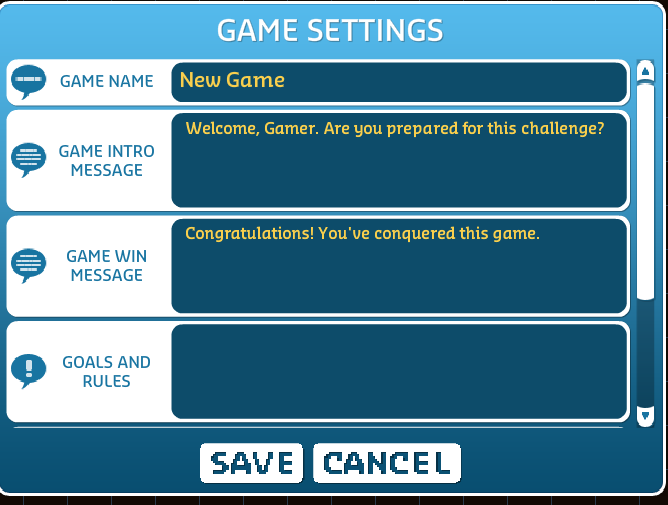 GAME SETTINGS
GAME NAME
New Game
GAME INTRO
MESSAGE
Welcome, Gamer. Are you prepared for this challenge?
GAME WIN
MESSAGE
Congratulations! You've conquered this game.
GOALS AND
RULES
SAVE CANCEL